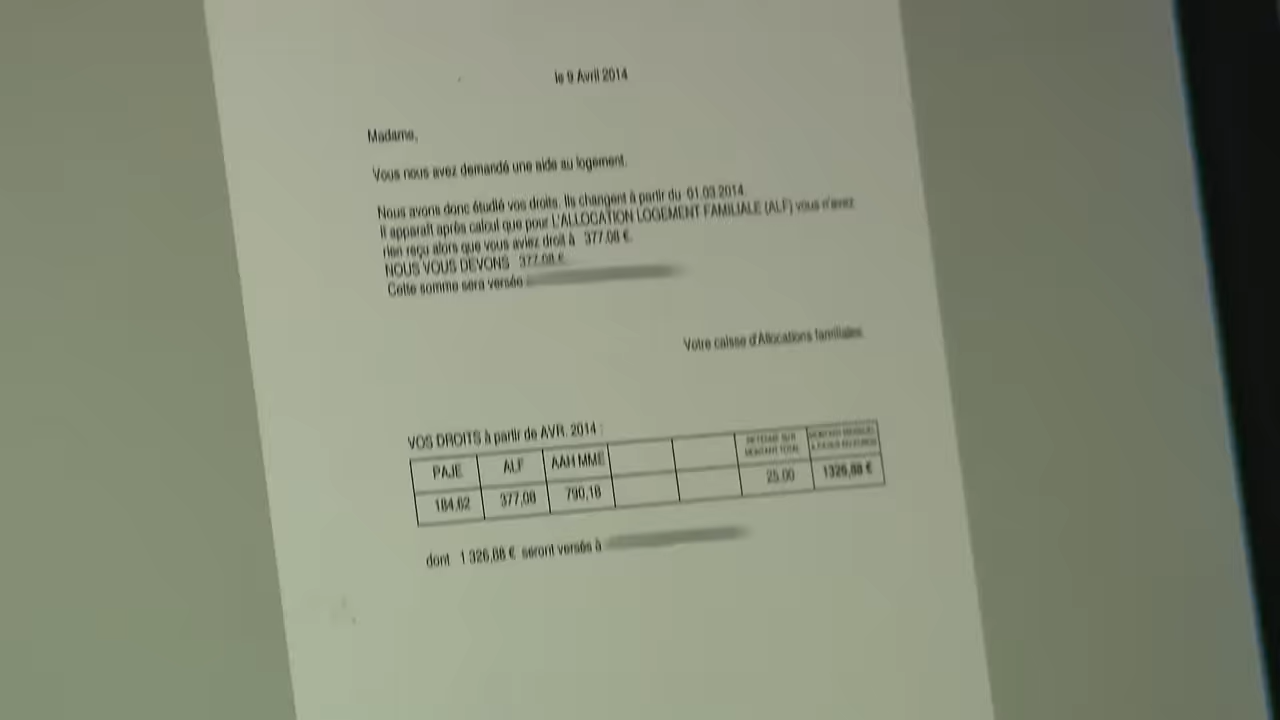 le 9 Avril 2014
Madame,
Vous nous avez demandé une aide au logement.
Nous avons donc étudié vos droits. Ils changent à partir du 01.03.2014.
Il apparaît après calcul que pour L'ALLOCATION LOGEMENT FAMILIALE (ALF) vous n'avez
rien reçu alors que vous aviez droit à 377.08 €.
NOUS VOUS DEVONS 377.08 €
Cette somme sera versée
Votre caisse d'Allocations familiales
VOS DROITS à partir de AVR. 2014 :
PAJE ALF AAH MME RETENUE SUR MONTANT TOTAL
184,62 377,08 790,18 25.00 1326,88 €
dont 1 326,88 € seront versés à